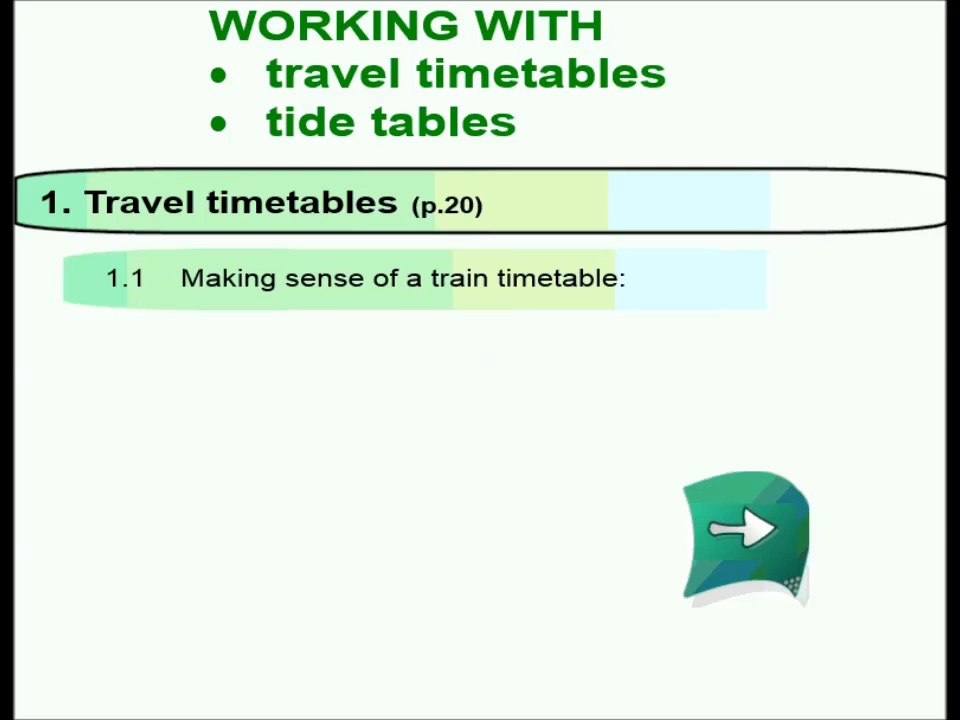 WORKING WITH
• travel timetables
• tide tables
1. Travel timetables (p.20)
1.1 Making sense of a train timetable: